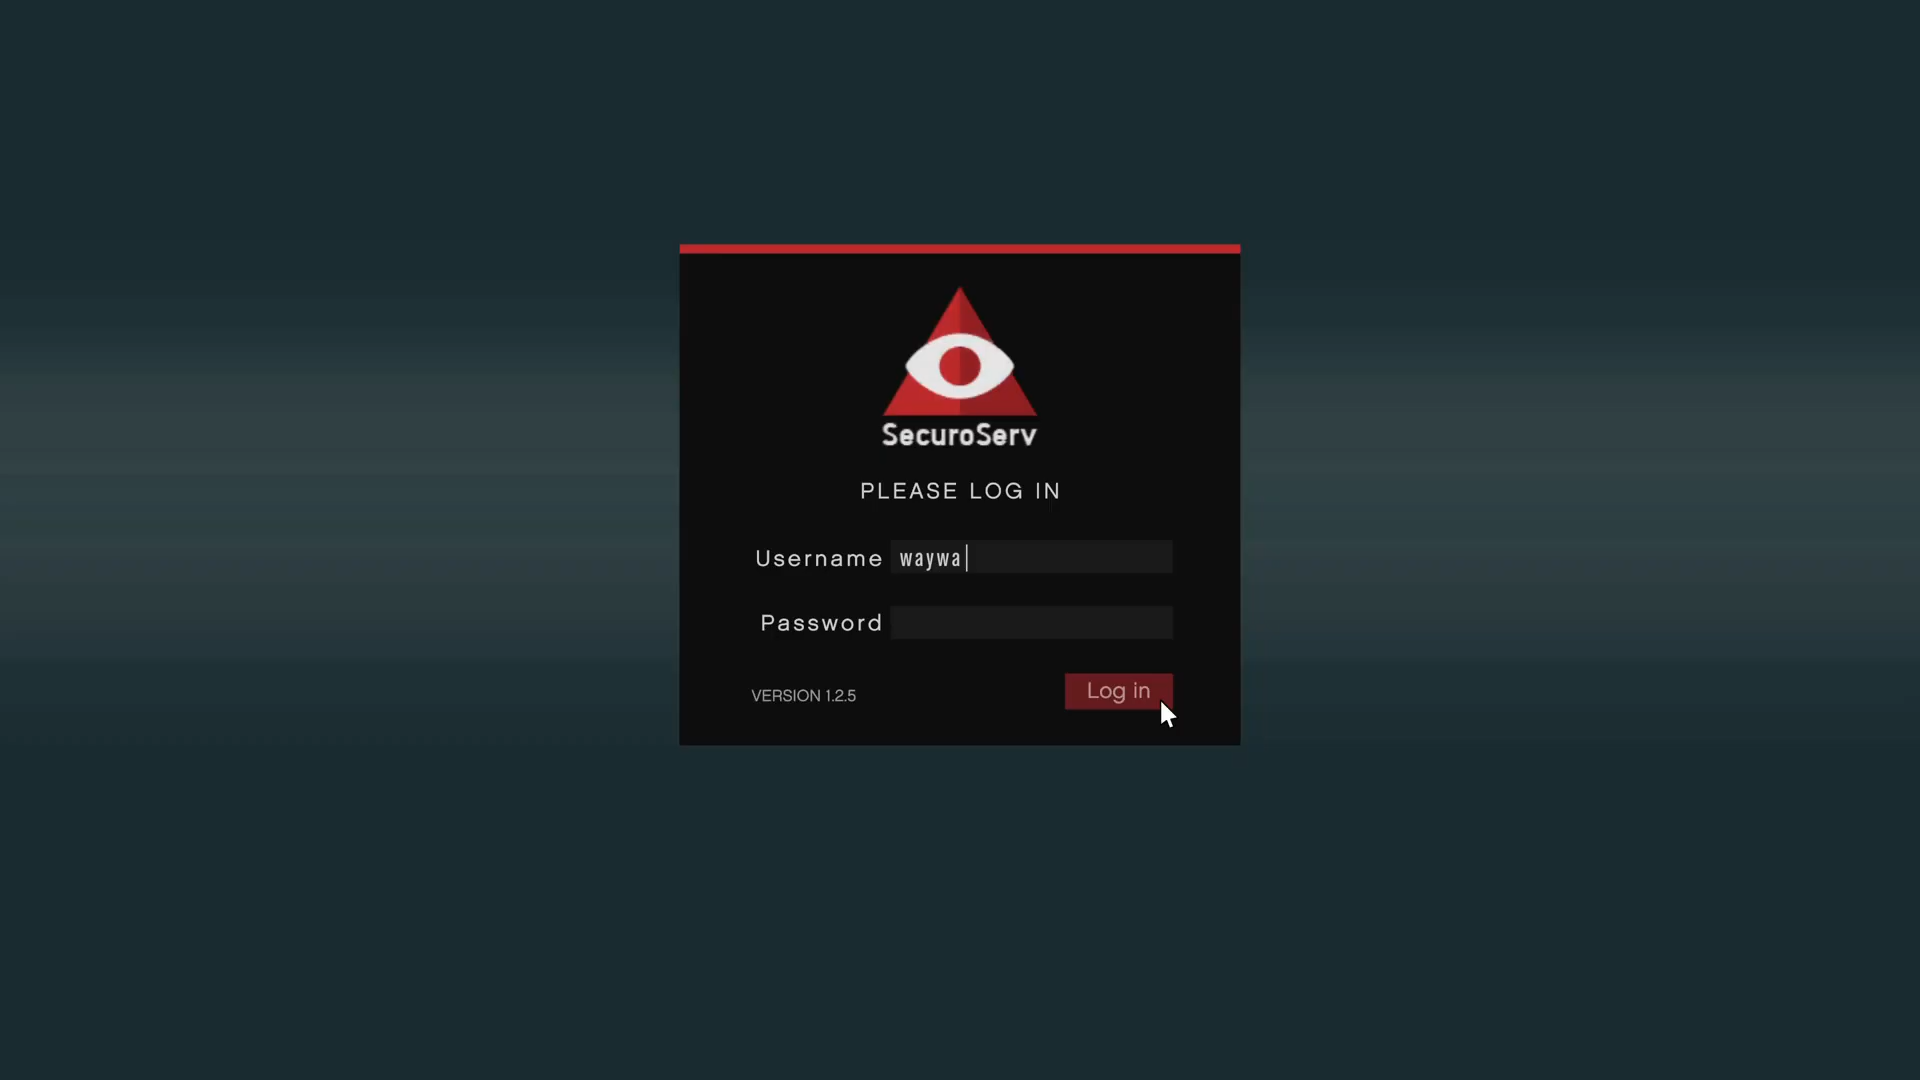 SecuroServ
PLEASE LOG IN
Username waywa
Password
VERSION 1.2.5 Log in